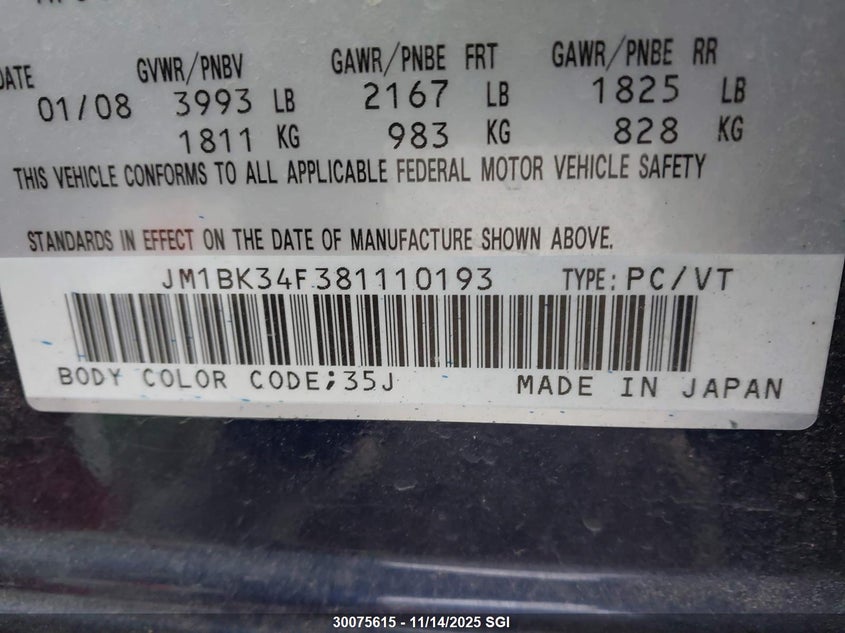 DATE GVWR/PNBV GAWR/PNBE FRT GAWR/PNBE RR
01/08 3993 LB 2167 LB 1825 LB
1811 KG 983 KG 828 KG
THIS VEHICLE CONFORMS TO ALL APPLICABLE FEDERAL MOTOR VEHICLE SAFETY
STANDARDS IN EFFECT ON THE DATE OF MANUFACTURE SHOWN ABOVE.
JM1BK34F381110193 TYPE: PC/VT
BODY COLOR CODE;35J MADE IN JAPAN
30075615 - 11/14/2025 SGI